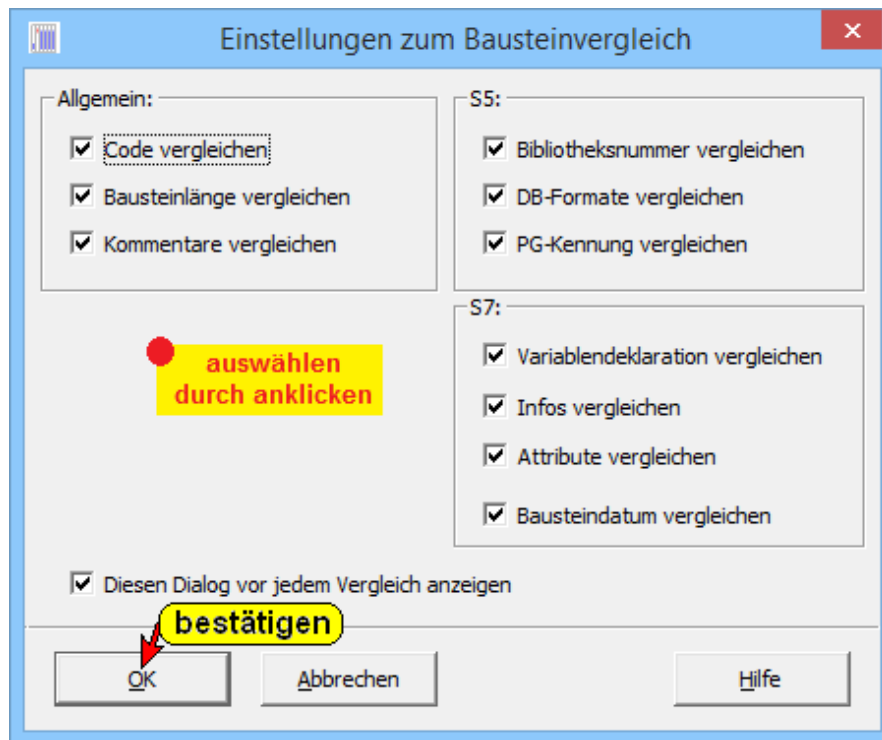 Einstellungen zum Bausteinvergleich
Allgemein:
Code vergleichen
Bausteinlänge vergleichen
Kommentare vergleichen
S5:
Bibliotheksnummer vergleichen
DB-Formate vergleichen
PG-Kennung vergleichen
S7:
Variablendeklaration vergleichen
Infos vergleichen
Attribute vergleichen
Bausteindatum vergleichen
auswählen
durch anklicken
Diesen Dialog vor jedem Vergleich anzeigen
bestätigen
OK
Abbrechen
Hilfe